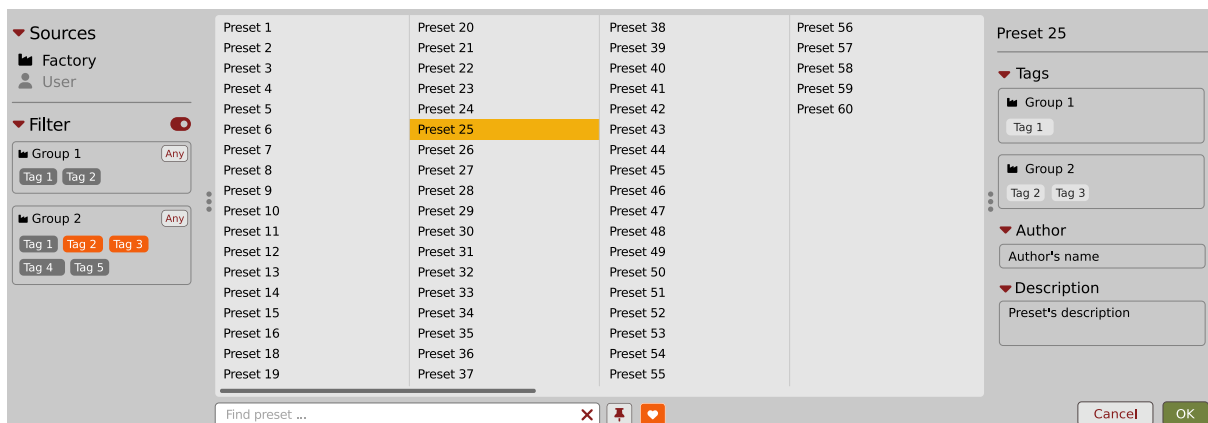 Sources
Factory
User
Filter
Group 1
Any
Tag 1 Tag 2
Group 2
Any
Tag 1 Tag 2 Tag 3
Tag 4 Tag 5
Preset 1
Preset 2
Preset 3
Preset 4
Preset 5
Preset 6
Preset 7
Preset 8
Preset 9
Preset 10
Preset 11
Preset 12
Preset 13
Preset 14
Preset 15
Preset 16
Preset 18
Preset 19
Preset 20
Preset 21
Preset 22
Preset 23
Preset 24
Preset 25
Preset 26
Preset 27
Preset 28
Preset 29
Preset 30
Preset 31
Preset 32
Preset 33
Preset 34
Preset 35
Preset 36
Preset 37
Preset 38
Preset 39
Preset 40
Preset 41
Preset 42
Preset 43
Preset 44
Preset 45
Preset 46
Preset 47
Preset 48
Preset 49
Preset 50
Preset 51
Preset 52
Preset 53
Preset 54
Preset 55
Preset 56
Preset 57
Preset 58
Preset 59
Preset 60
Find preset ...
Preset 25
Tags
Group 1
Tag 1
Group 2
Tag 2 Tag 3
Author
Author's name
Description
Preset's description
Cancel
OK